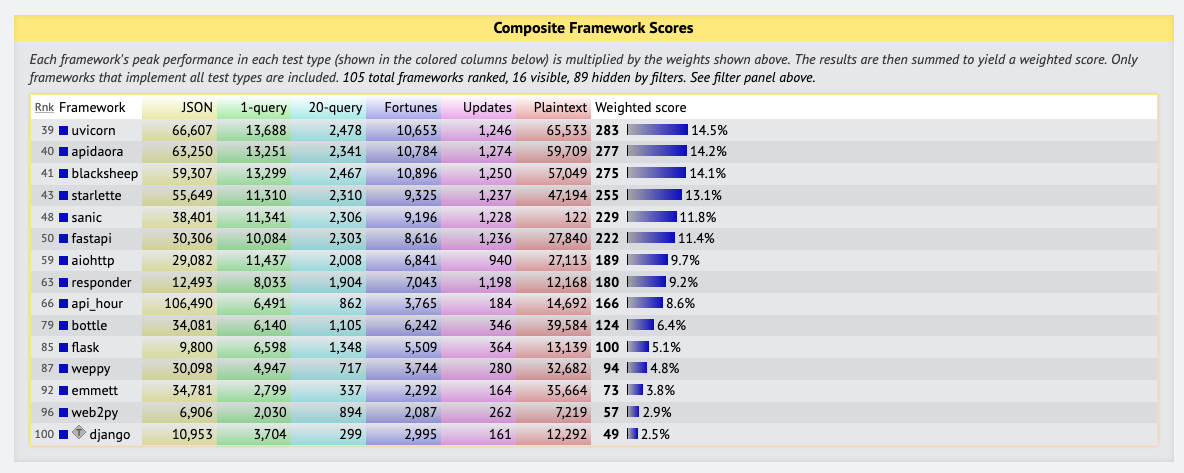 Composite Framework Scores
Each framework's peak performance in each test type (shown in the colored columns below) is multiplied by the weights shown above. The results are then summed to yield a weighted score. Only
frameworks that implement all test types are included. 105 total frameworks ranked, 16 visible, 89 hidden by filters. See filter panel above.
Rnk Framework JSON 1-query 20-query Fortunes Updates Plaintext Weighted score
39 uvicorn 66,607 13,688 2,478 10,653 1,246 65,533 283 14.5%
40 apidaora 63,250 13,251 2,341 10,784 1,274 59,709 277 14.2%
41 blacksheep 59,307 13,299 2,467 10,896 1,250 57,049 275 14.1%
43 starlette 55,649 11,310 2,310 9,325 1,237 47,194 255 13.1%
48 sanic 38,401 11,341 2,306 9,196 1,228 122 229 11.8%
50 fastapi 30,306 10,084 2,303 8,616 1,236 27,840 222 11.4%
59 aiohttp 29,082 11,437 2,008 6,841 940 27,113 189 9.7%
63 responder 12,493 8,033 1,904 7,043 1,198 12,168 180 9.2%
66 api_hour 106,490 6,491 862 3,765 184 14,692 166 8.6%
79 bottle 34,081 6,140 1,105 6,242 346 39,584 124 6.4%
85 flask 9,800 6,598 1,348 5,509 364 13,139 100 5.1%
87 weppy 30,098 4,947 717 3,744 280 32,682 94 4.8%
92 emmett 34,781 2,799 337 2,292 164 35,664 73 3.8%
96 web2py 6,906 2,030 894 2,087 262 7,219 57 2.9%
100 T django 10,953 3,704 299 2,995 161 12,292 49 2.5%